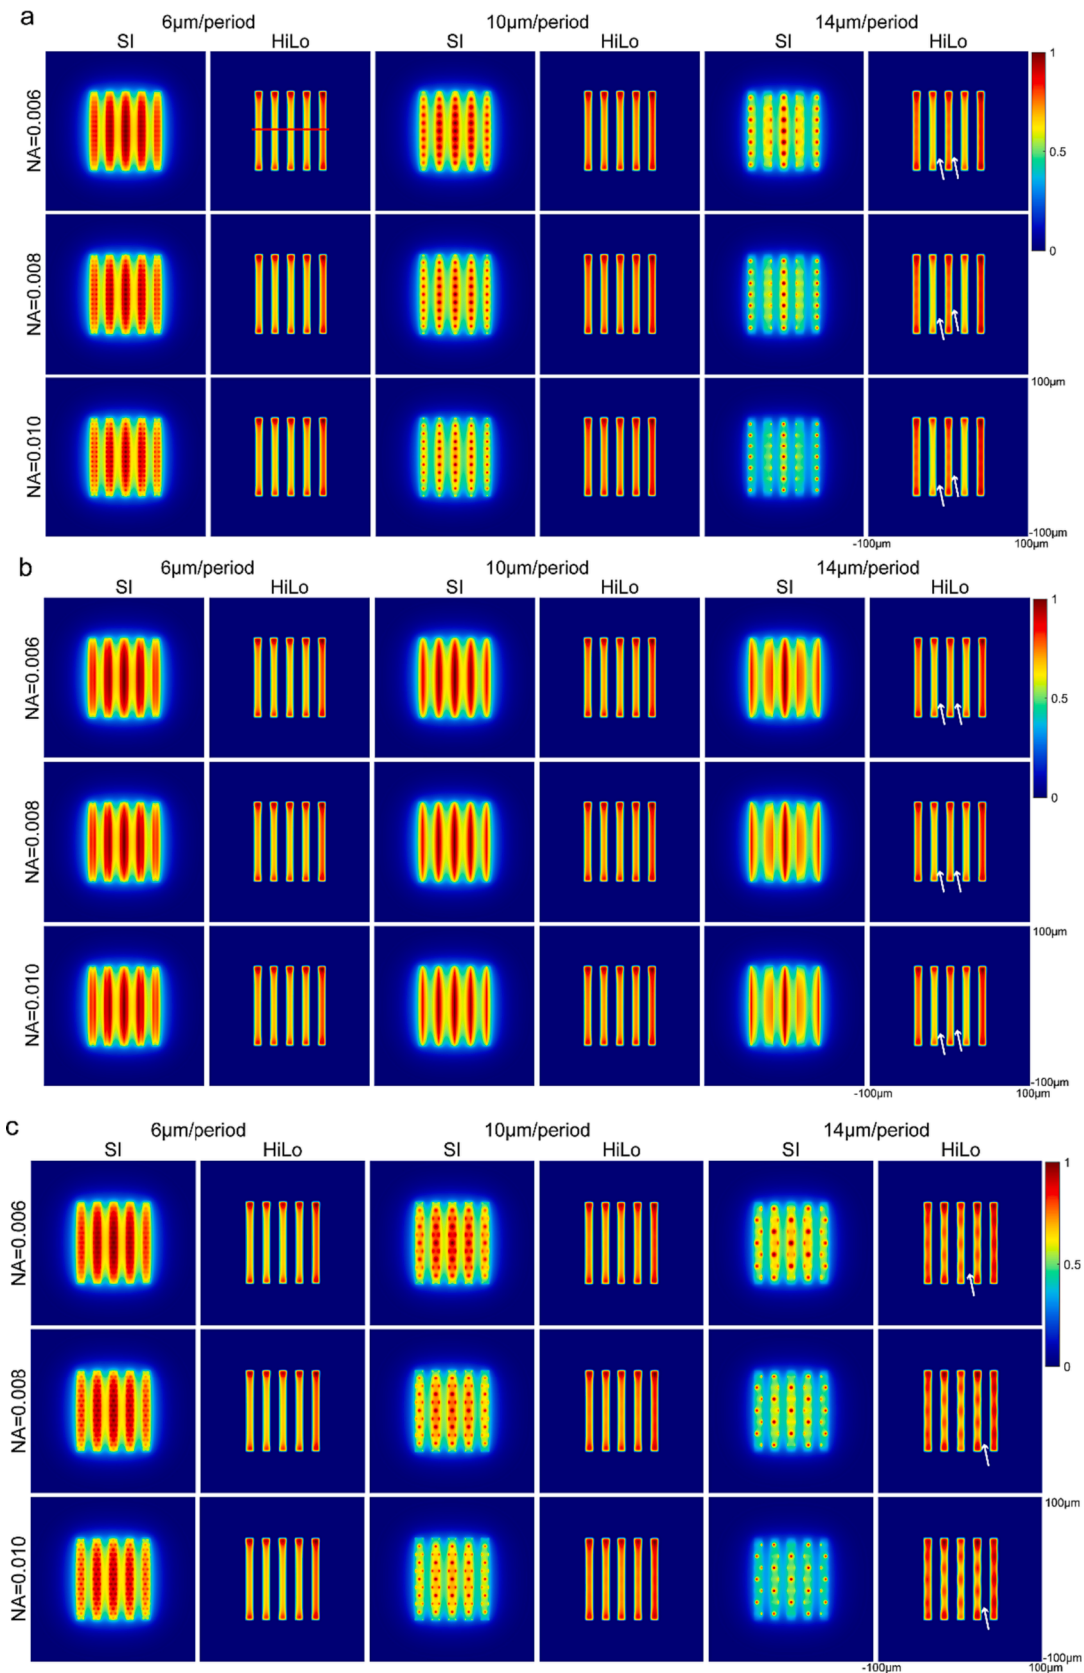 a
6µm/period 10µm/period 14µm/period
SI HiLo SI HiLo SI HiLo
NA=0.006
1
0.5
0
NA=0.008
NA=0.010
100µm
-100µm
-100µm 100µm
b
6µm/period 10µm/period 14µm/period
SI HiLo SI HiLo SI HiLo
NA=0.006
1
0.5
0
NA=0.008
NA=0.010
100µm
-100µm
-100µm 100µm
c
6µm/period 10µm/period 14µm/period
SI HiLo SI HiLo SI HiLo
NA=0.006
1
0.5
0
NA=0.008
NA=0.010
100µm
-100µm
-100µm 100µm